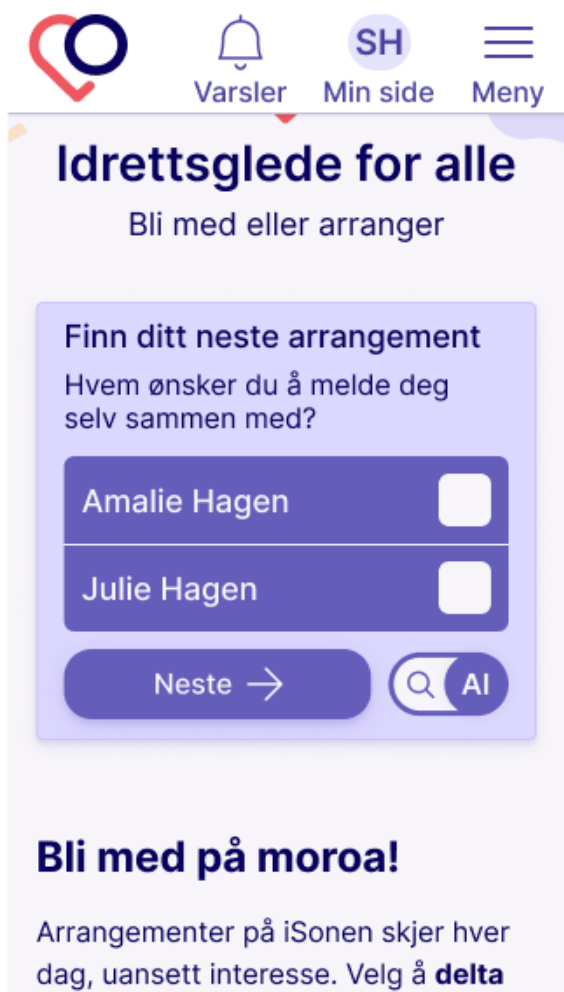 SH
Varsler Min side Meny
Idrettsglede for alle
Bli med eller arranger
Finn ditt neste arrangement
Hvem ønsker du å melde deg
selv sammen med?
Amalie Hagen
Julie Hagen
Neste → AI
Bli med på moroa!
Arrangementer på iSonen skjer hver
dag, uansett interesse. Velg å delta